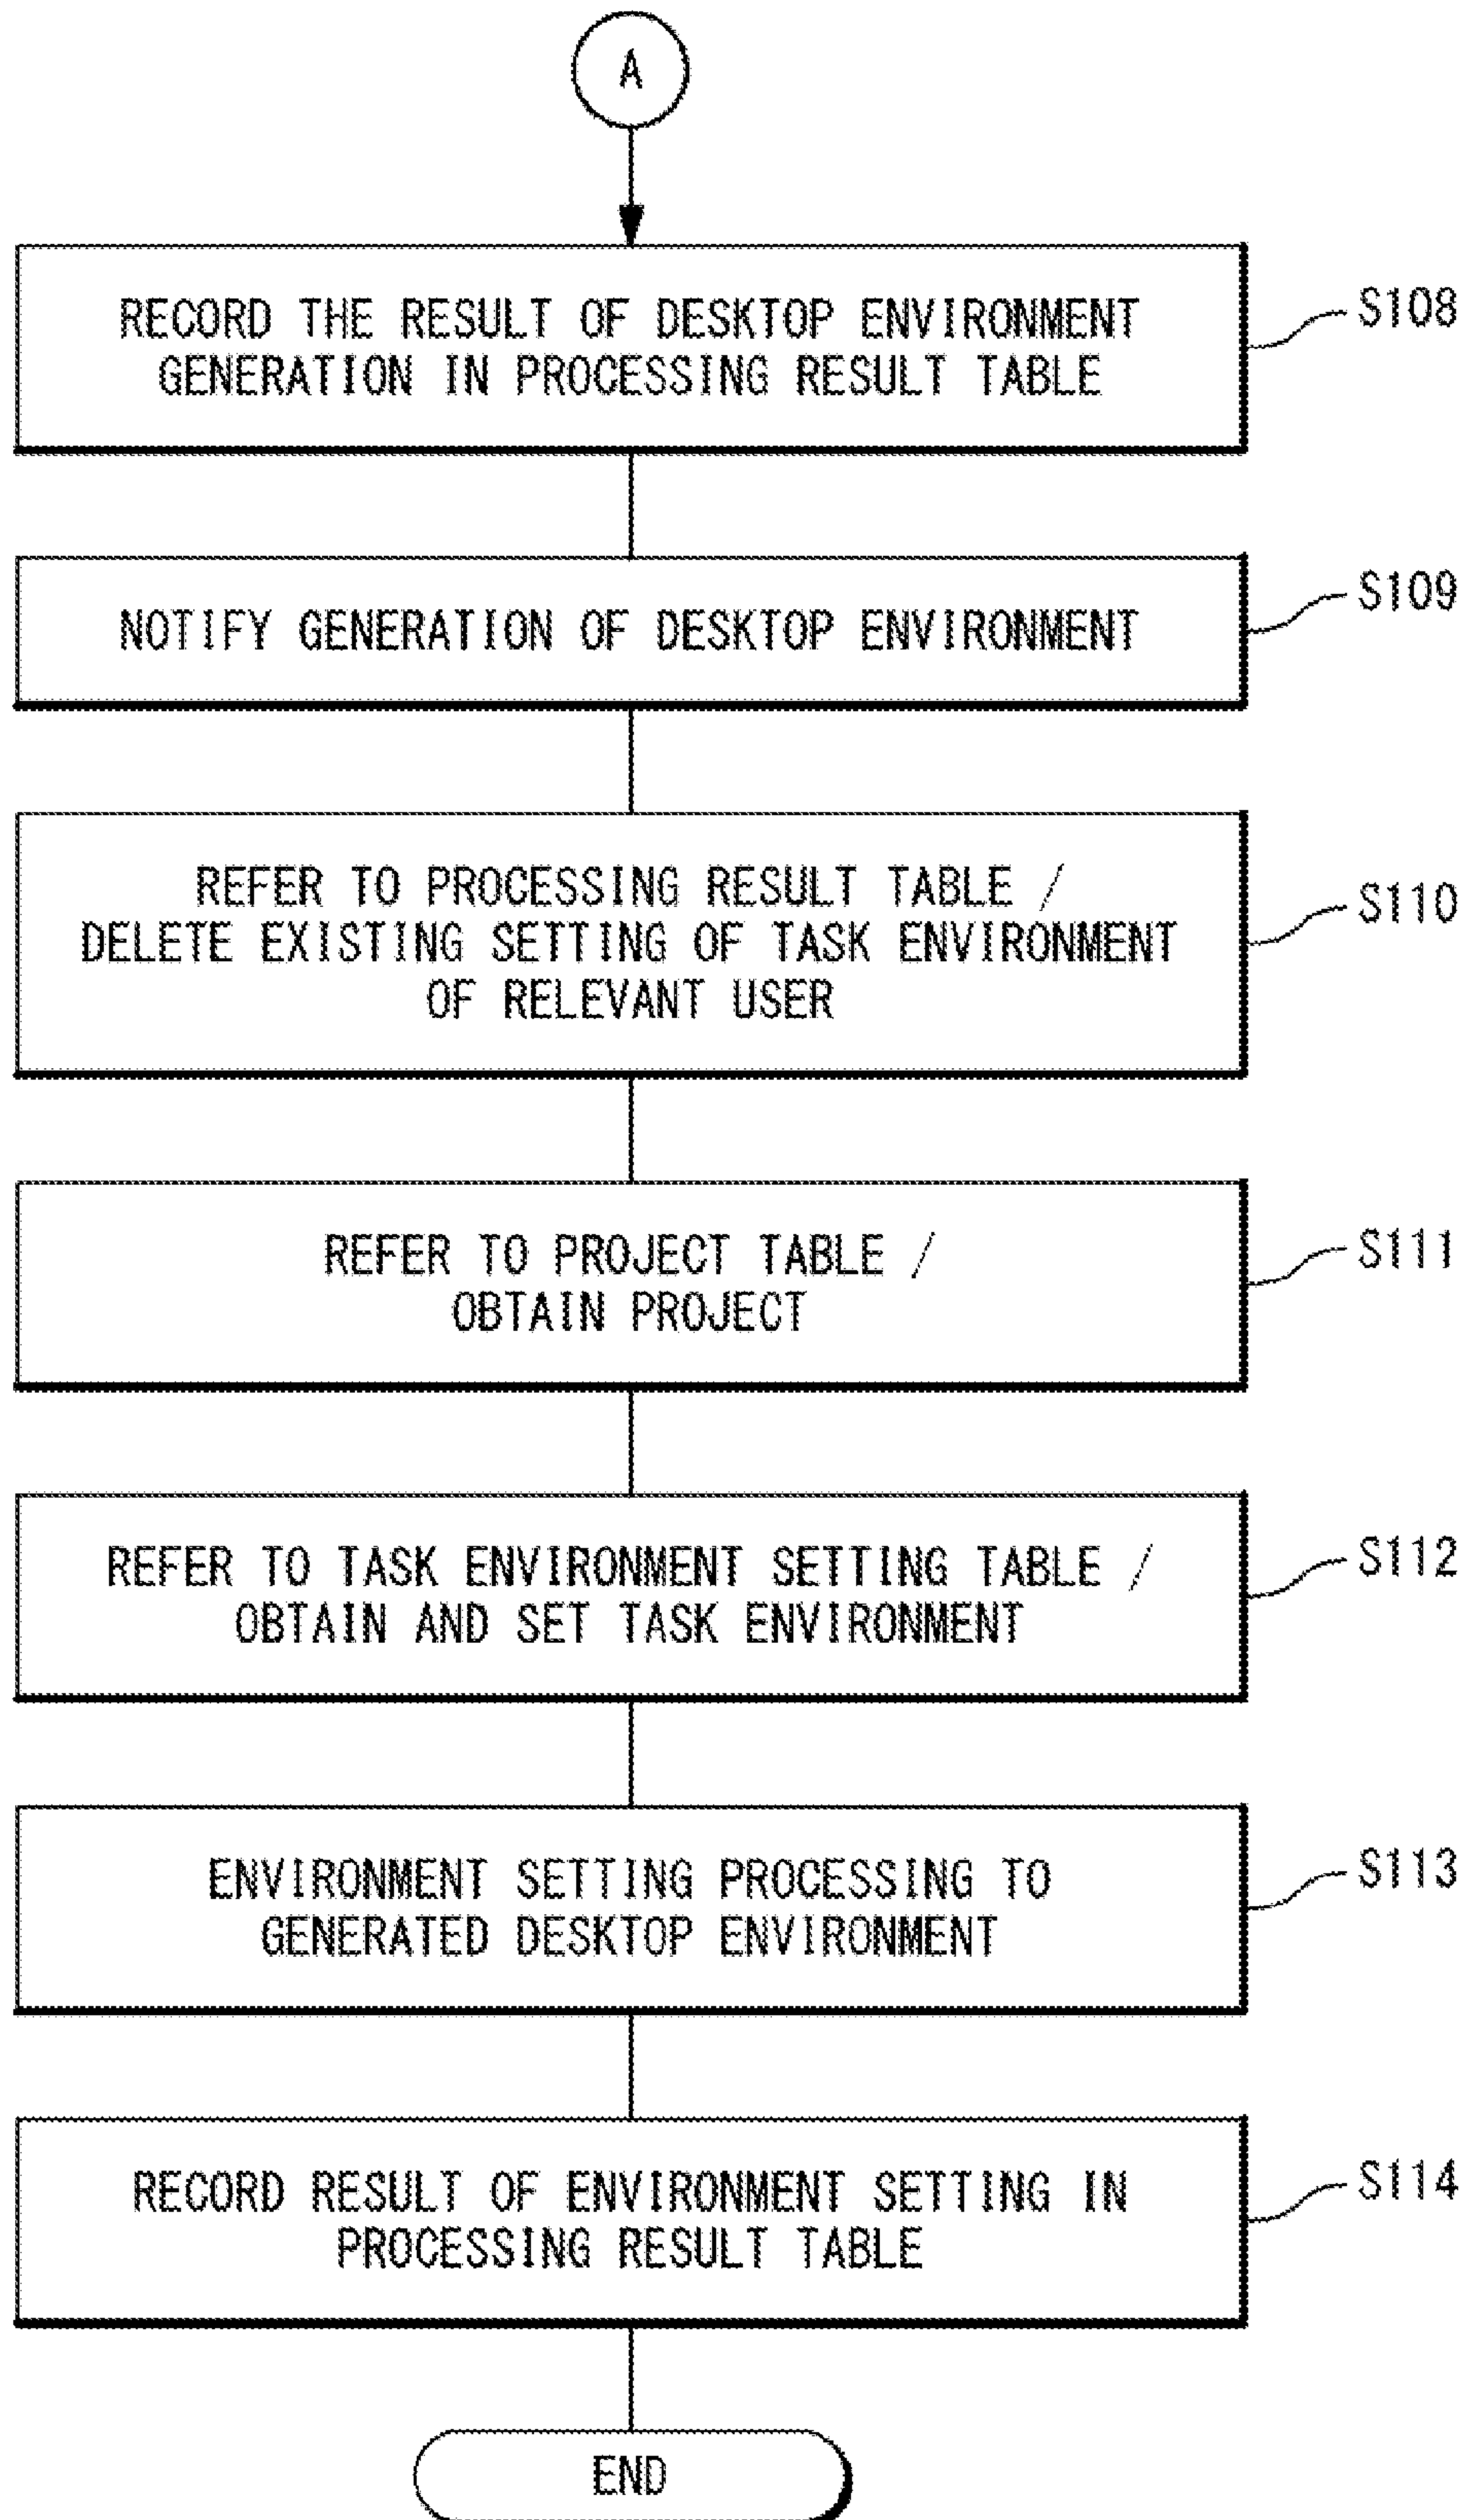 A
RECORD THE RESULT OF DESKTOP ENVIRONMENT
GENERATION IN PROCESSING RESULT TABLE
S108
NOTIFY GENERATION OF DESKTOP ENVIRONMENT
S109
REFER TO PROCESSING RESULT TABLE /
DELETE EXISTING SETTING OF TASK ENVIRONMENT
OF RELEVANT USER
S110
REFER TO PROJECT TABLE /
OBTAIN PROJECT
S111
REFER TO TASK ENVIRONMENT SETTING TABLE /
OBTAIN AND SET TASK ENVIRONMENT
S112
ENVIRONMENT SETTING PROCESSING TO
GENERATED DESKTOP ENVIRONMENT
S113
RECORD RESULT OF ENVIRONMENT SETTING IN
PROCESSING RESULT TABLE
S114
END